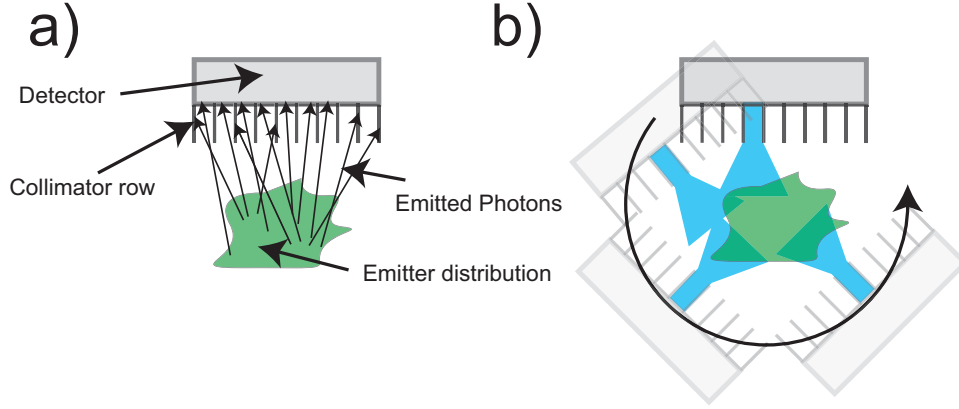 a)
b)
Detector
Collimator row
Emitted Photons
Emitter distribution